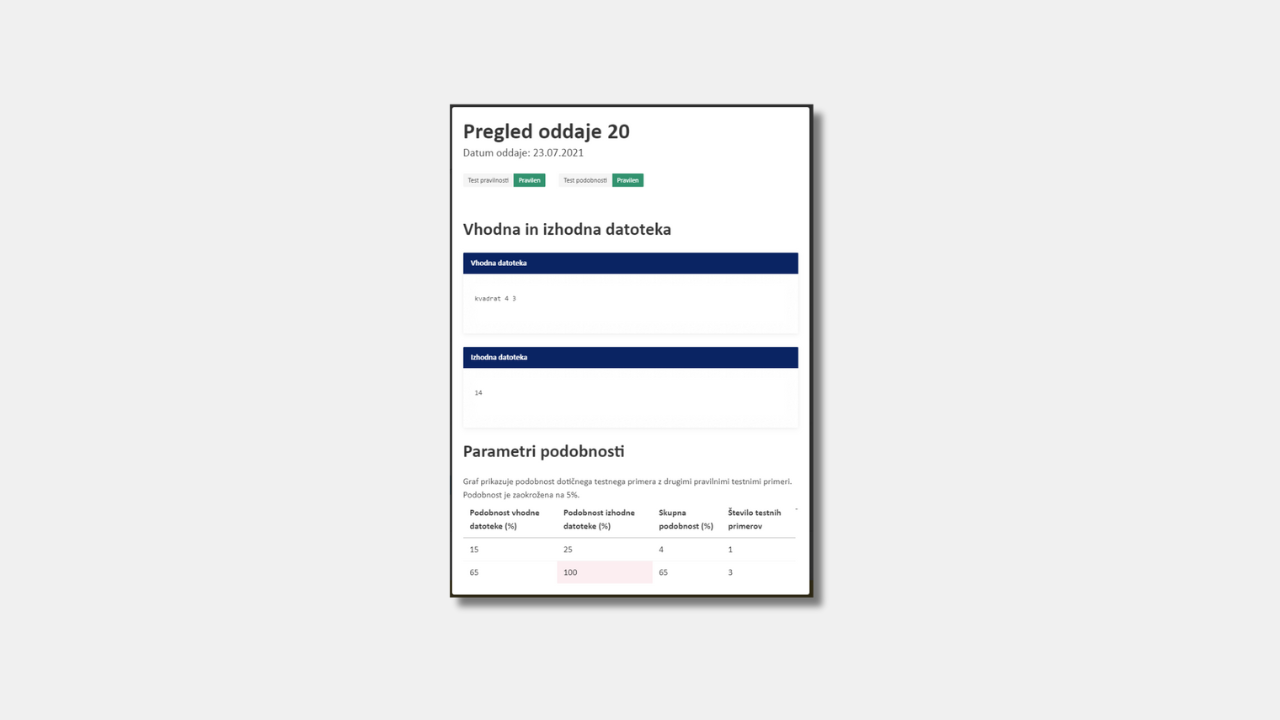 Pregled oddaje 20
Datum oddaje: 23.07.2021
Test pravilnosti Pravilen Test podobnosti Pravilen
Vhodna in izhodna datoteka
Vhodna datoteka
kvadrat 4 3
Izhodna datoteka
14
Parametri podobnosti
Graf prikazuje podobnost dotičnega testnega primera z drugimi pravilnimi testnimi primeri.
Podobnost je zaokrožena na 5%.
Podobnost vhodne datoteke (%) Podobnost izhodne datoteke (%) Skupna podobnost (%) Število testnih primerov
15 25 4 1
65 100 65 3